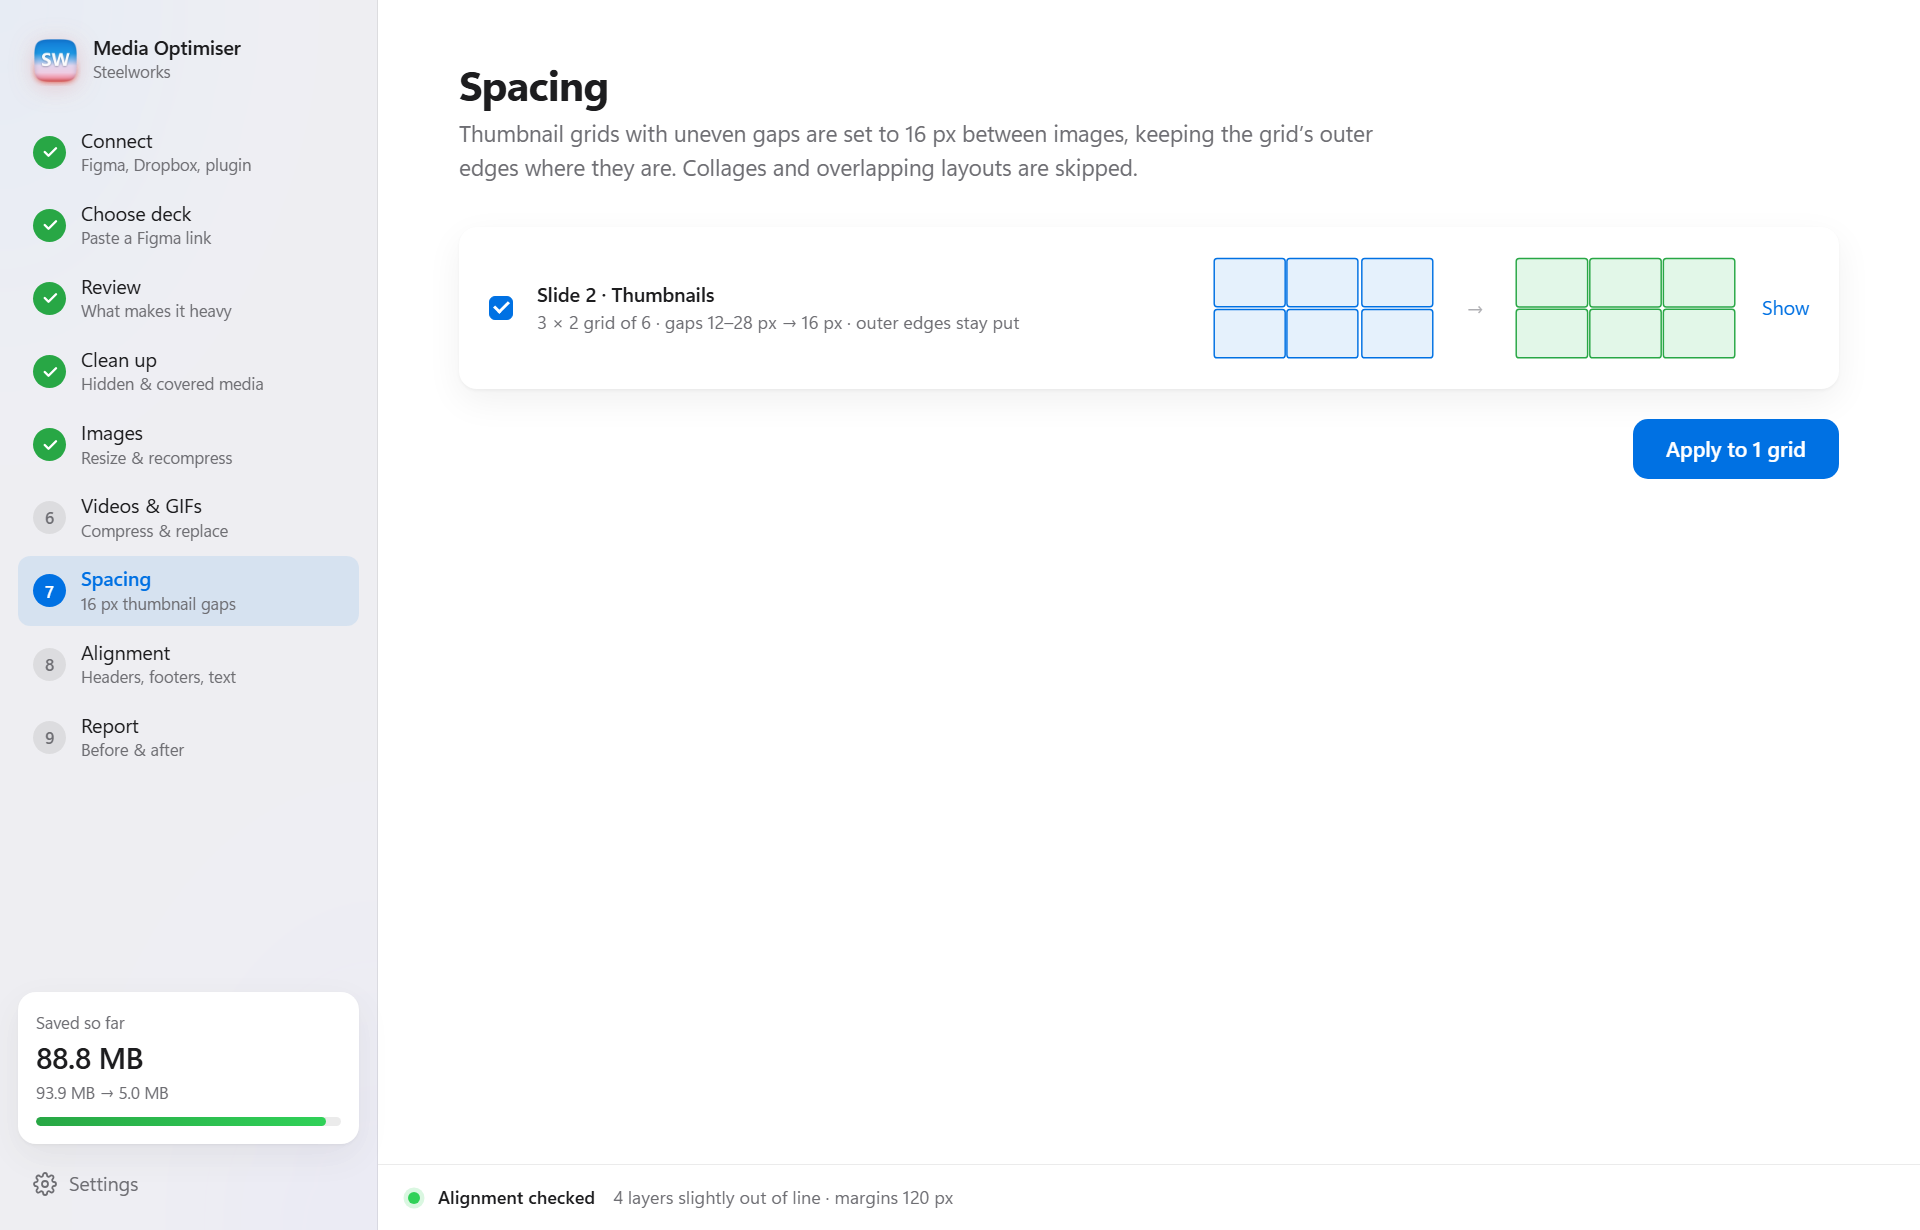 SW
Media Optimiser
Steelworks
Connect
Figma, Dropbox, plugin
Choose deck
Paste a Figma link
Review
What makes it heavy
Clean up
Hidden & covered media
Images
Resize & recompress
6
Videos & GIFs
Compress & replace
7
Spacing
16 px thumbnail gaps
8
Alignment
Headers, footers, text
9
Report
Before & after
Saved so far
88.8 MB
93.9 MB → 5.0 MB
Settings
Spacing
Thumbnail grids with uneven gaps are set to 16 px between images, keeping the grid’s outer
edges where they are. Collages and overlapping layouts are skipped.
Slide 2 · Thumbnails
3 × 2 grid of 6 · gaps 12–28 px → 16 px · outer edges stay put
→
Show
Apply to 1 grid
Alignment checked 4 layers slightly out of line · margins 120 px